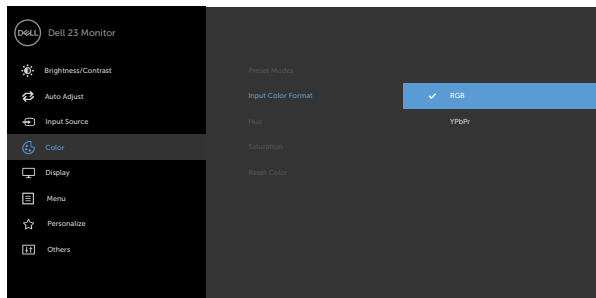 DELL Dell 23 Monitor
Brightness/Contrast
Auto Adjust
Input Source
Color
Display
Menu
Personalize
Others
Preset Modes
Input Color Format
Hue
Saturation
Reset Color
RGB
YPbPr